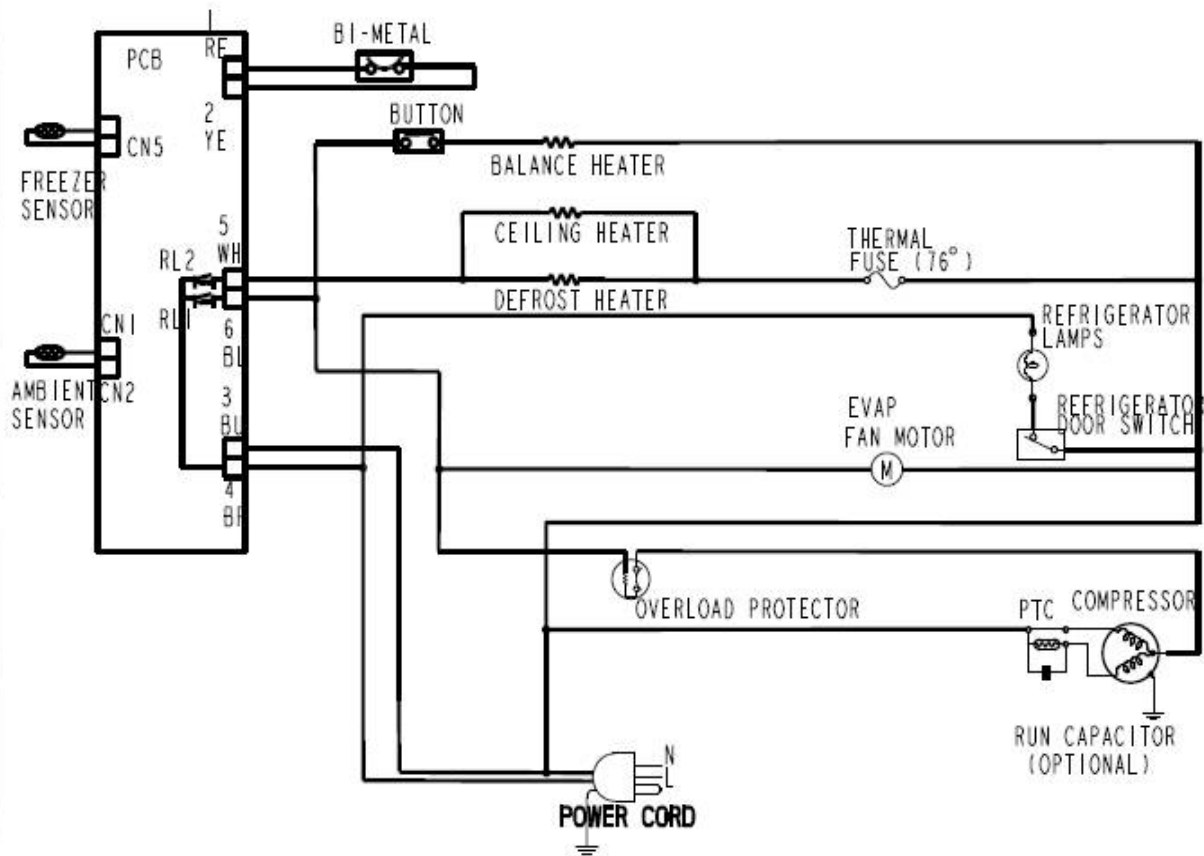 PCB
1
RE
BI-METAL
2
YE
CN5
BUTTON
BALANCE HEATER
FREEZER
SENSOR
5
WH
CEILING HEATER
THERMAL
FUSE (76°)
RL2
DEFROST HEATER
RL1
CN1
6
BL
REFRIGERATOR
LAMPS
AMBIENT
SENSOR
CN2
3
BU
EVAP
FAN MOTOR
REFRIGERATOR
DOOR SWITCH
M
4
OVERLOAD PROTECTOR
PTC
COMPRESSOR
RUN CAPACITOR
(OPTIONAL)
N
L
POWER CORD